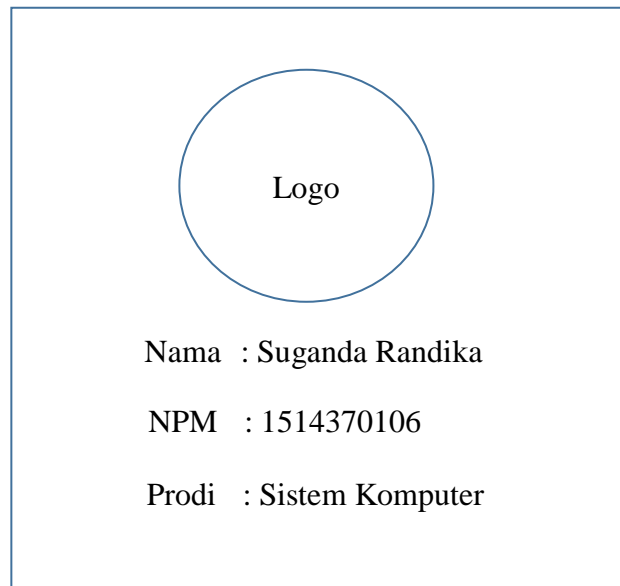 Logo
Nama : Suganda Randika
NPM : 1514370106
Prodi : Sistem Komputer